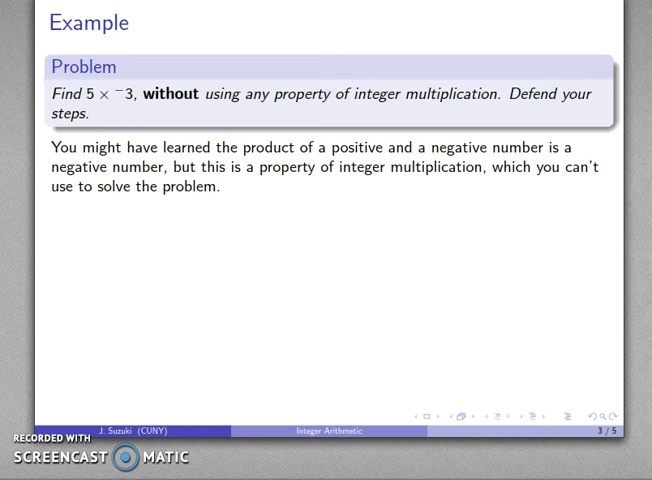 Example
Problem
Find 5 × ⁻3, without using any property of integer multiplication. Defend your
steps.
You might have learned the product of a positive and a negative number is a
negative number, but this is a property of integer multiplication, which you can't
use to solve the problem.
J. Suzuki (CUNY) Integer Arithmetic 3 / 5
RECORDED WITH
SCREENCAST MATIC